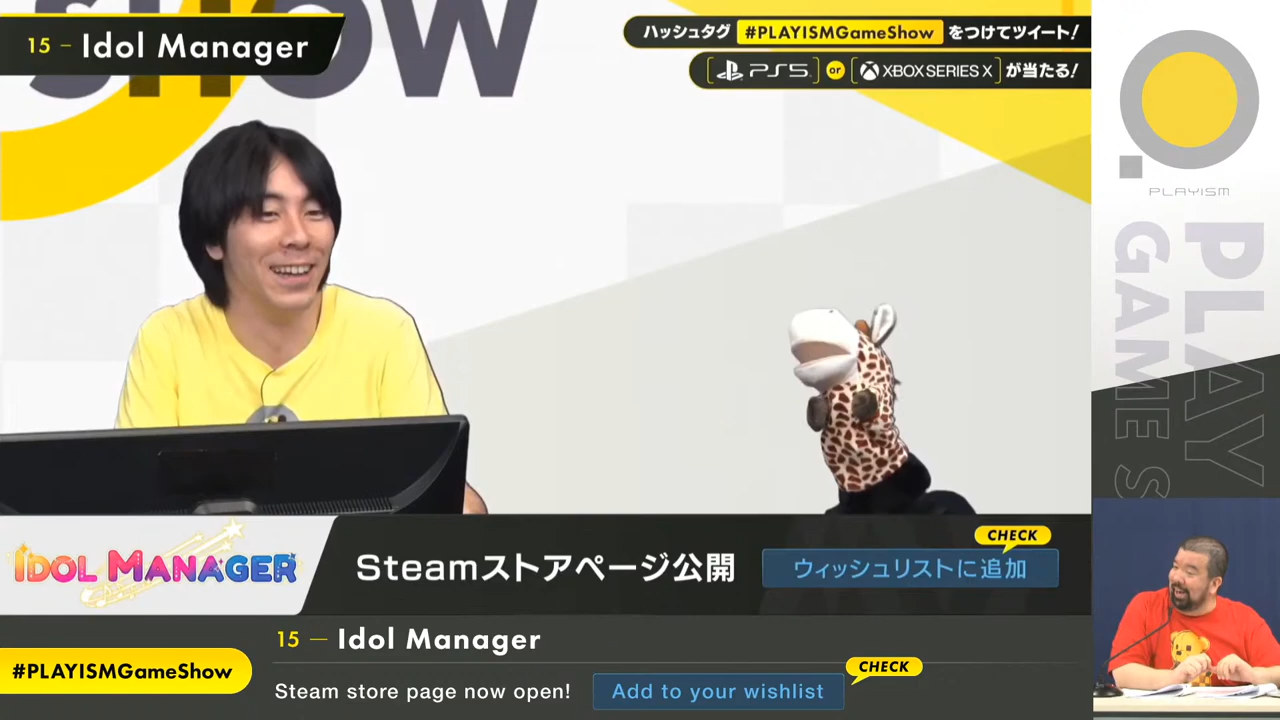 SHOW
15 – Idol Manager
ハッシュタグ #PLAYISMGameShow をつけてツイート!
PS5 or XBOX SERIES X が当たる!
PLAYISM
PLAY
GAME S
IDOL MANAGER
Steamストアページ公開
CHECK
ウィッシュリストに追加
#PLAYISMGameShow
15 — Idol Manager
Steam store page now open!
CHECK
Add to your wishlist